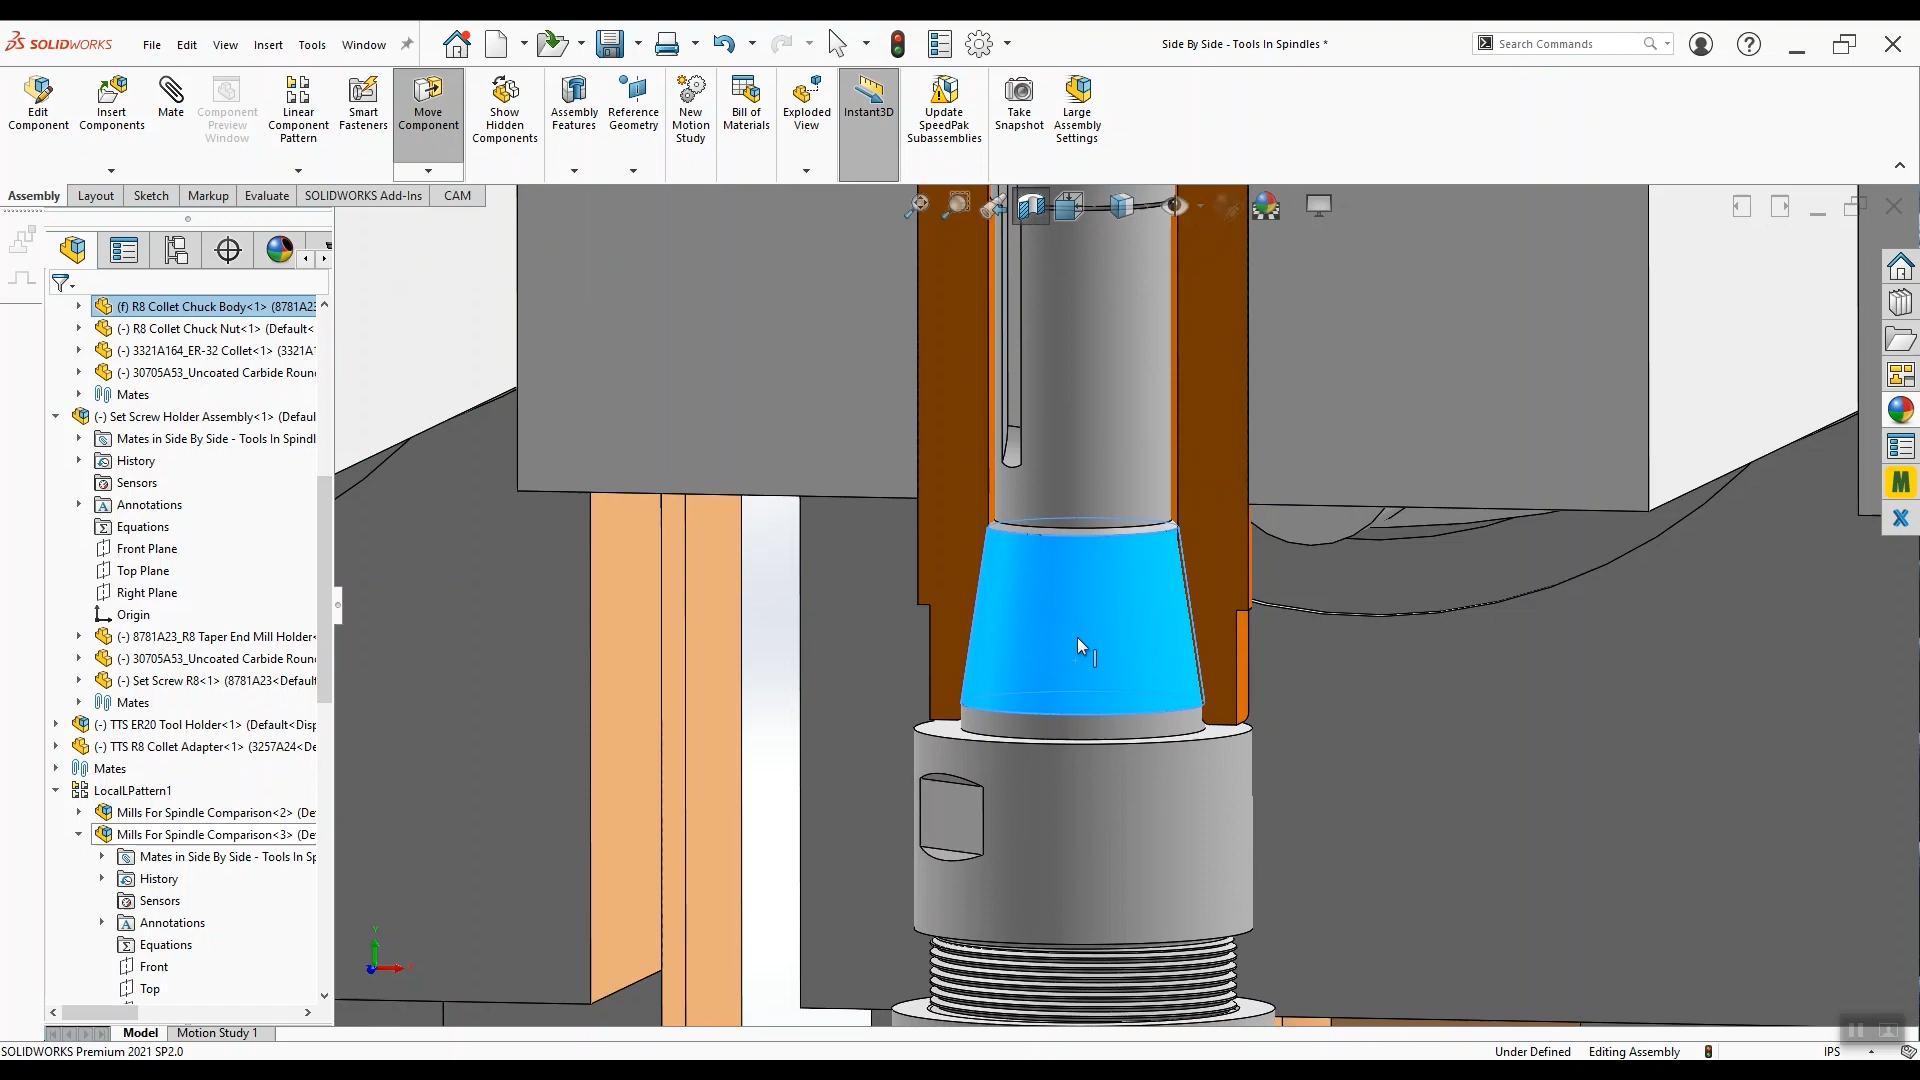 SOLIDWORKS File Edit View Insert Tools Window Side By Side - Tools In Spindles * Search Commands
Edit Component
Insert Components
Mate
Component Preview Window
Linear Component Pattern
Smart Fasteners
Move Component
Show Hidden Components
Assembly Features
Reference Geometry
New Motion Study
Bill of Materials
Exploded View
Instant3D
Update SpeedPak Subassemblies
Take Snapshot
Large Assembly Settings
Assembly Layout Sketch Markup Evaluate SOLIDWORKS Add-Ins CAM
(f) R8 Collet Chuck Body<1> (8781A23
(-) R8 Collet Chuck Nut<1> (Default<
(-) 3321A164_ER-32 Collet<1> (3321A1
(-) 30705A53_Uncoated Carbide Roun
Mates
(-) Set Screw Holder Assembly<1> (Defaul
Mates in Side By Side - Tools In Spindl
History
Sensors
Annotations
Equations
Front Plane
Top Plane
Right Plane
Origin
(-) 8781A23_R8 Taper End Mill Holder<
(-) 30705A53_Uncoated Carbide Roun
(-) Set Screw R8<1> (8781A23<Default
Mates
(-) TTS ER20 Tool Holder<1> (Default<Disp
(-) TTS R8 Collet Adapter<1> (3257A24<De
Mates
LocalLPattern1
Mills For Spindle Comparison<2> (De
Mills For Spindle Comparison<3> (De
Mates in Side By Side - Tools In Sp
History
Sensors
Annotations
Equations
Front
Top
Model Motion Study 1
SOLIDWORKS Premium 2021 SP2.0 Under Defined Editing Assembly IPS